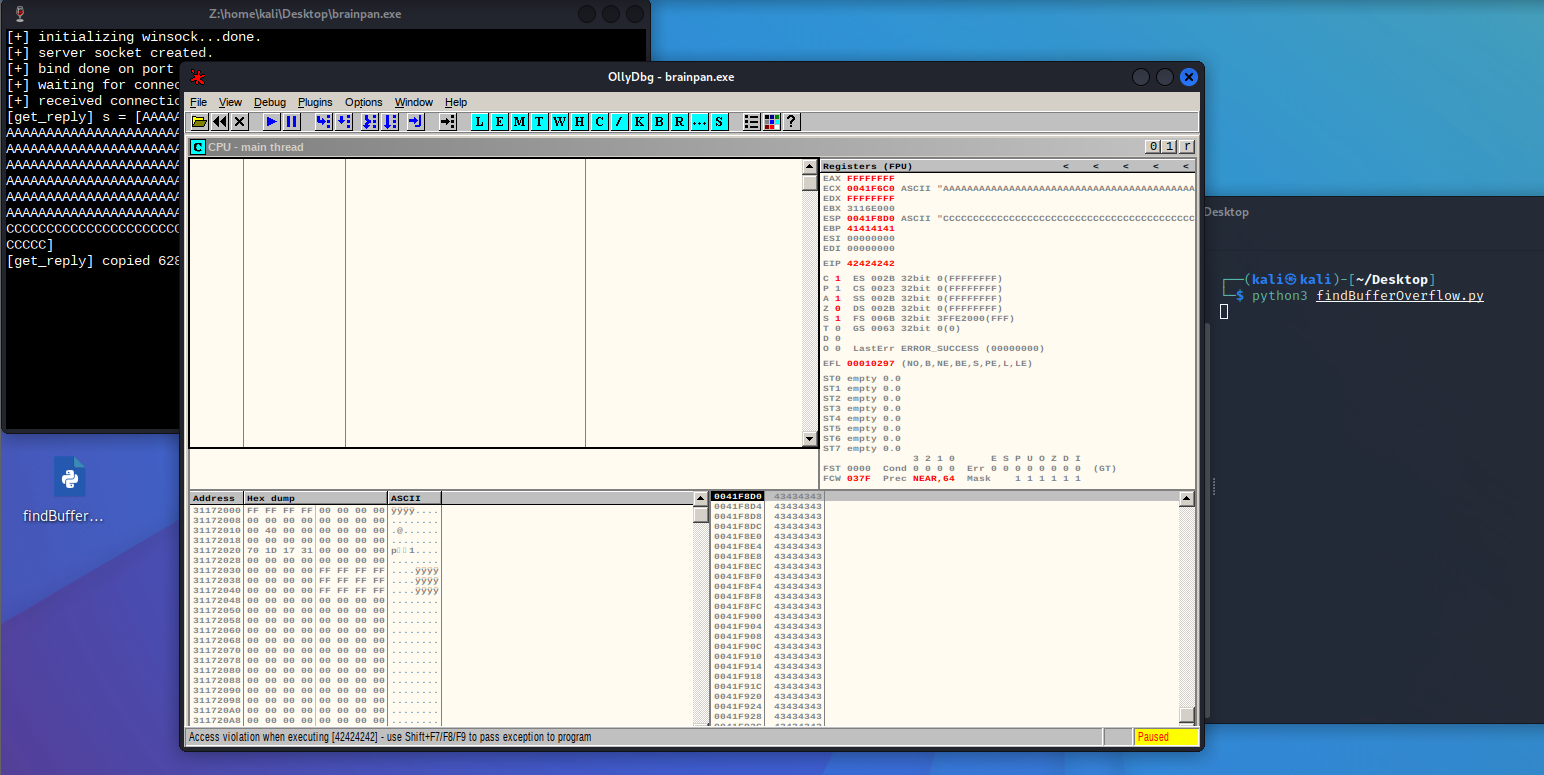 Z:\home\kali\Desktop\brainpan.exe
[+] initializing winsock...done.
[+] server socket created.
[+] bind done on port
[+] waiting for connec
[+] received connectio
[get_reply] s = [AAAAA
AAAAAAAAAAAAAAAAAAAAAA
AAAAAAAAAAAAAAAAAAAAAA
AAAAAAAAAAAAAAAAAAAAAA
AAAAAAAAAAAAAAAAAAAAAA
AAAAAAAAAAAAAAAAAAAAAA
AAAAAAAAAAAAAAAAAAAAAA
CCCCCCCCCCCCCCCCCCCCCC
CCCCC]
[get_reply] copied 628
findBuffer...
OllyDbg - brainpan.exe
File View Debug Plugins Options Window Help
L E M T W H C / K B R ... S ?
C CPU - main thread
0 1 r
Registers (FPU) < < < < <
EAX FFFFFFFF
ECX 0041F6C0 ASCII "AAAAAAAAAAAAAAAAAAAAAAAAAAAAAAAAAAAAAAAAAAA
EDX FFFFFFFF
EBX 3116E000
ESP 0041F8D0 ASCII "CCCCCCCCCCCCCCCCCCCCCCCCCCCCCCCCCCCCCCCCCCC
EBP 41414141
ESI 00000000
EDI 00000000
EIP 42424242
C 1 ES 002B 32bit 0(FFFFFFFF)
P 1 CS 0023 32bit 0(FFFFFFFF)
A 1 SS 002B 32bit 0(FFFFFFFF)
Z 0 DS 002B 32bit 0(FFFFFFFF)
S 1 FS 006B 32bit 3FFE2000(FFF)
T 0 GS 0063 32bit 0(0)
D 0
O 0 LastErr ERROR_SUCCESS (00000000)
EFL 00010297 (NO,B,NE,BE,S,PE,L,LE)
ST0 empty 0.0
ST1 empty 0.0
ST2 empty 0.0
ST3 empty 0.0
ST4 empty 0.0
ST5 empty 0.0
ST6 empty 0.0
ST7 empty 0.0
3 2 1 0 E S P U O Z D I
FST 0000 Cond 0 0 0 0 Err 0 0 0 0 0 0 0 0 (GT)
FCW 037F Prec NEAR,64 Mask 1 1 1 1 1 1
Address Hex dump ASCII
31172000 FF FF FF FF 00 00 00 00 ÿÿÿÿ....
31172008 00 00 00 00 00 00 00 00 ........
31172010 00 40 00 00 00 00 00 00 .@......
31172018 00 00 00 00 00 00 00 00 ........
31172020 70 1D 17 31 00 00 00 00 p 1....
31172028 00 00 00 00 00 00 00 00 ........
31172030 00 00 00 00 FF FF FF FF ....ÿÿÿÿ
31172038 00 00 00 00 FF FF FF FF ....ÿÿÿÿ
31172040 00 00 00 00 FF FF FF FF ....ÿÿÿÿ
31172048 00 00 00 00 00 00 00 00 ........
31172050 00 00 00 00 00 00 00 00 ........
31172058 00 00 00 00 00 00 00 00 ........
31172060 00 00 00 00 00 00 00 00 ........
31172068 00 00 00 00 00 00 00 00 ........
31172070 00 00 00 00 00 00 00 00 ........
31172078 00 00 00 00 00 00 00 00 ........
31172080 00 00 00 00 00 00 00 00 ........
31172088 00 00 00 00 00 00 00 00 ........
31172090 00 00 00 00 00 00 00 00 ........
31172098 00 00 00 00 00 00 00 00 ........
311720A0 00 00 00 00 00 00 00 00 ........
311720A8 00 00 00 00 00 00 00 00 ........
0041F8D0 43434343
0041F8D4 43434343
0041F8D8 43434343
0041F8DC 43434343
0041F8E0 43434343
0041F8E4 43434343
0041F8E8 43434343
0041F8EC 43434343
0041F8F0 43434343
0041F8F4 43434343
0041F8F8 43434343
0041F8FC 43434343
0041F900 43434343
0041F904 43434343
0041F908 43434343
0041F90C 43434343
0041F910 43434343
0041F914 43434343
0041F918 43434343
0041F91C 43434343
0041F920 43434343
0041F924 43434343
0041F928 43434343
Access violation when executing [42424242] - use Shift+F7/F8/F9 to pass exception to program
Paused
Desktop
┌──(kali㉿kali)-[~/Desktop]
└─$ python3 findBufferOverflow.py